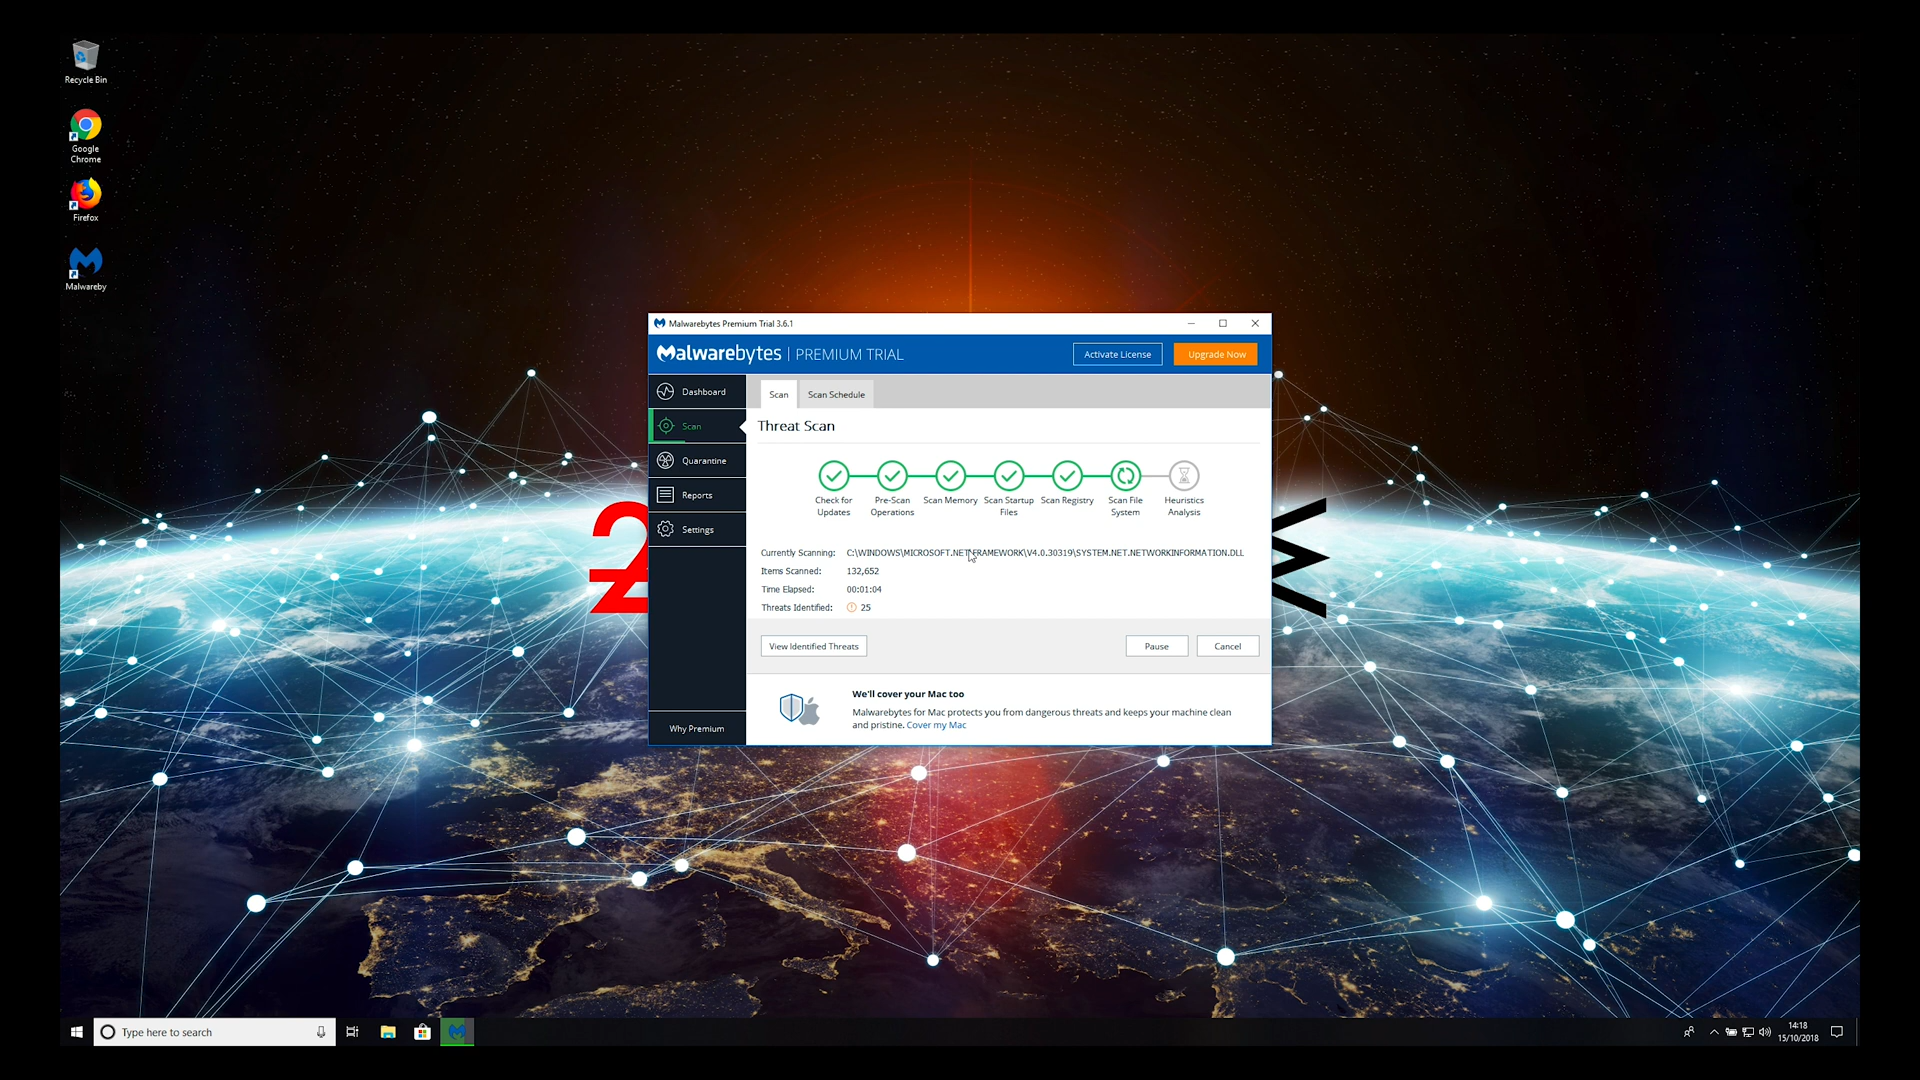 Recycle Bin
Google
Chrome
Firefox
Malwareby
Malwarebytes Premium Trial 3.6.1
Malwarebytes | PREMIUM TRIAL
Activate License
Upgrade Now
Dashboard
Scan
Quarantine
Reports
Settings
Why Premium
Scan
Scan Schedule
Threat Scan
Check for
Updates
Pre-Scan
Operations
Scan Memory
Scan Startup
Files
Scan Registry
Scan File
System
Heuristics
Analysis
Currently Scanning: C:\WINDOWS\MICROSOFT.NET\FRAMEWORK\V4.0.30319\SYSTEM.NET.NETWORKINFORMATION.DLL
Items Scanned: 132,652
Time Elapsed: 00:01:04
Threats Identified: 25
View Identified Threats
Pause
Cancel
We'll cover your Mac too
Malwarebytes for Mac protects you from dangerous threats and keeps your machine clean
and pristine. Cover my Mac
Type here to search
14:18
15/10/2018